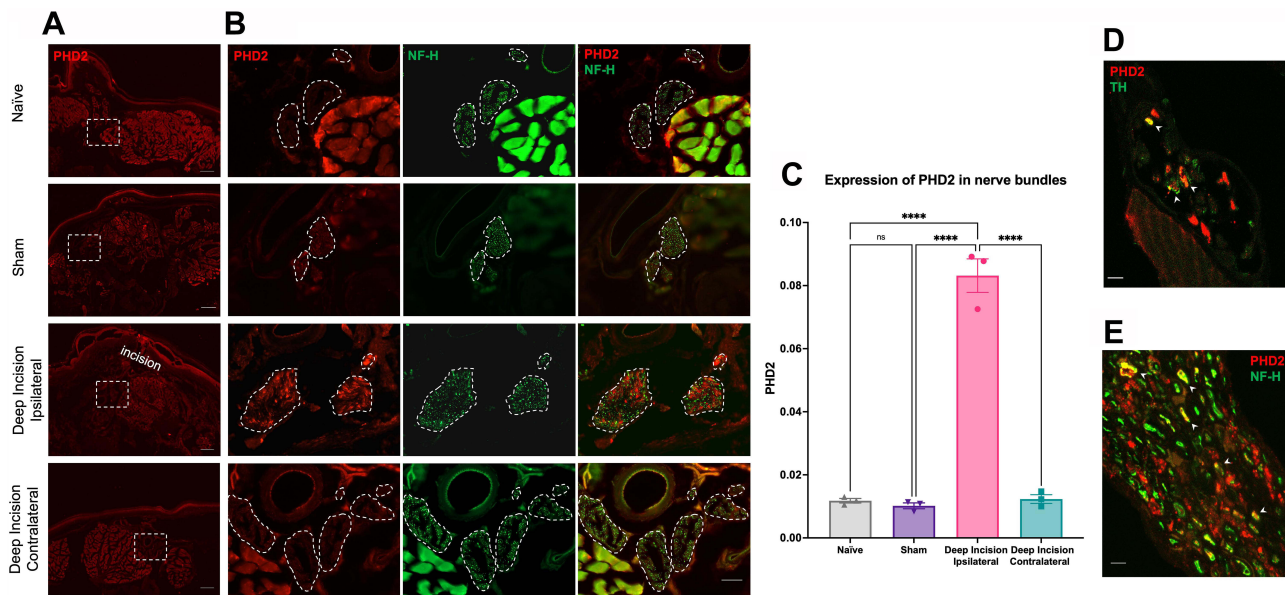 A
B
PHD2
PHD2
NF-H
PHD2
NF-H
Naïve
Sham
Deep Incision
Ipsilateral
incision
Deep Incision
Contralateral
C
Expression of PHD2 in nerve bundles
PHD2
0.10
0.08
0.06
0.04
0.02
0.00
****
ns
****
****
Naïve
Sham
Deep Incision
Ipsilateral
Deep Incision
Contralateral
D
PHD2
TH
E
PHD2
NF-H